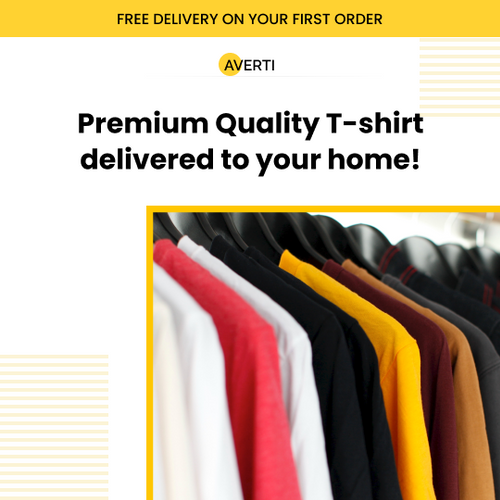 FREE DELIVERY ON YOUR FIRST ORDER
AVERTI
Premium Quality T-shirt
delivered to your home!